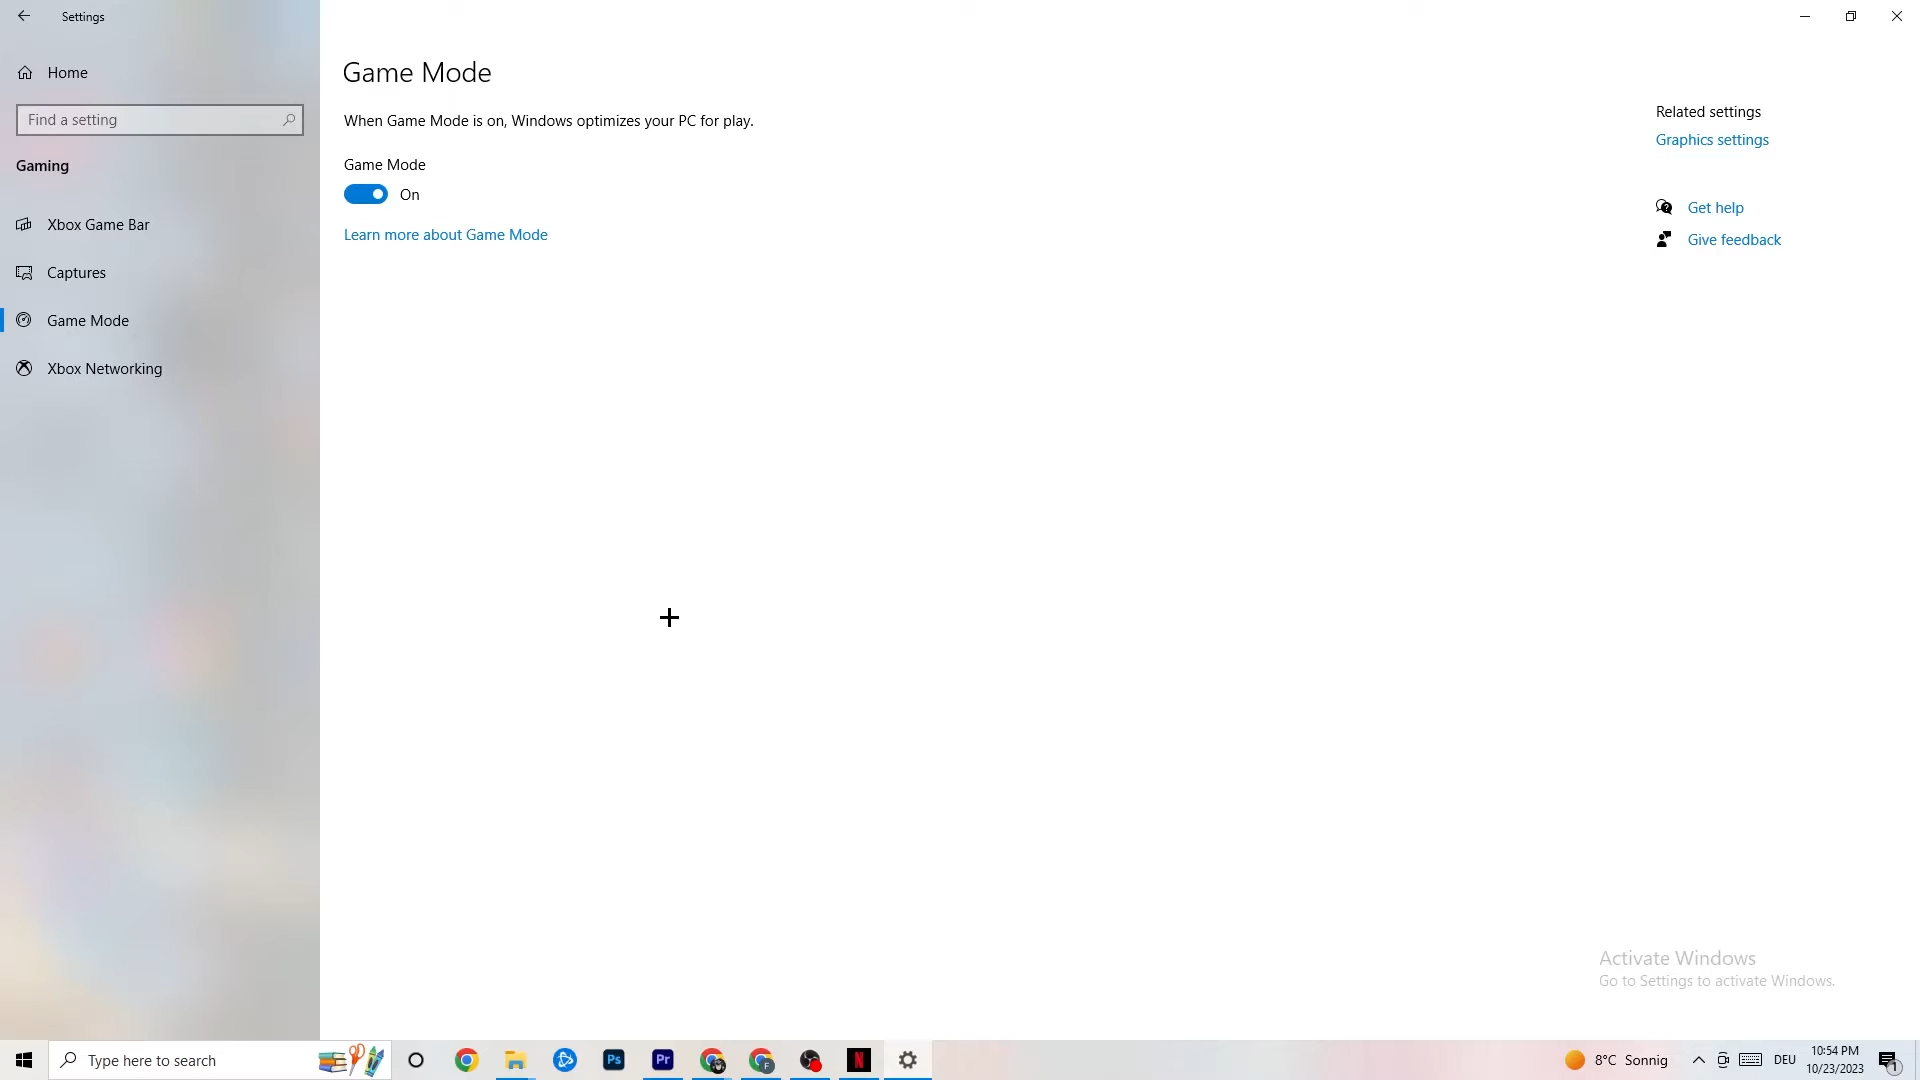 Settings
Home
Find a setting
Gaming
Xbox Game Bar
Captures
Game Mode
Xbox Networking
Game Mode
When Game Mode is on, Windows optimizes your PC for play.
Game Mode
On
Learn more about Game Mode
Related settings
Graphics settings
Get help
Give feedback
Activate Windows
Go to Settings to activate Windows.
Type here to search
Ps
Pr
F
N
8°C Sonnig
DEU
10:54 PM
10/23/2023
1